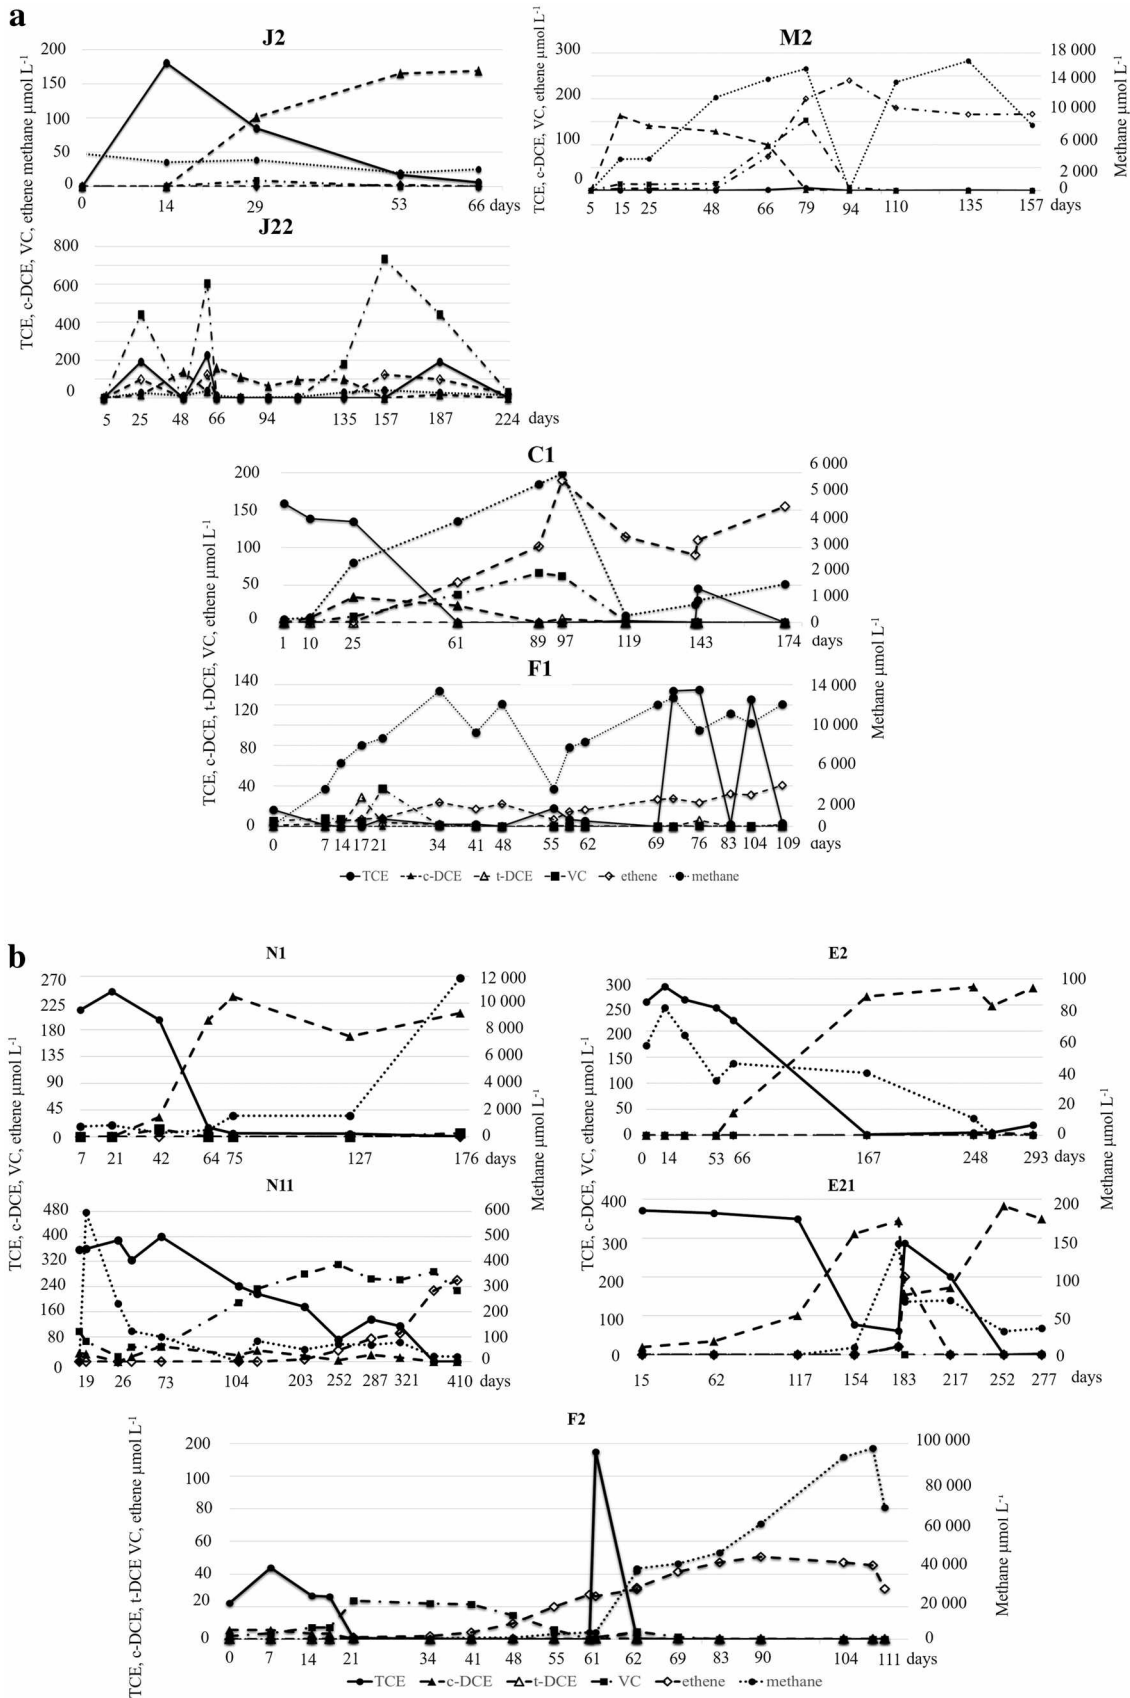 a
J2
TCE, c-DCE, VC, ethene methane µmol L-1
200
150
100
50
0
0 14 29 53 66 days
M2
TCE, c-DCE, VC, ethene µmol L-1
300
200
100
0
18 000
14 000
10 000
6 000
2 000
0
Methane µmol L-1
5 15 25 48 66 79 94 110 135 157 days
J22
TCE, c-DCE, VC, ethene µmol L-1
800
600
400
200
0
5 25 48 66 94 135 157 187 224 days
C1
TCE, c-DCE, t-DCE, VC, ethene µmol L-1
200
150
100
50
0
6 000
5 000
4 000
3 000
2 000
1 000
0
Methane µmol L-1
1 10 25 61 89 97 119 143 174 days
F1
140
120
80
40
0
14 000
10 000
6 000
2 000
0
0 7 14 17 21 34 41 48 55 62 69 76 83 104 109 days
TCE c-DCE t-DCE VC ethene methane
b
N1
TCE, c-DCE, VC, ethene µmol L-1
270
225
180
135
90
45
0
12 000
10 000
8 000
6 000
4 000
2 000
0
Methane µmol L-1
7 21 42 64 75 127 176 days
E2
TCE, c-DCE, VC, ethene µmol L-1
300
250
200
150
100
50
0
100
80
60
40
20
0
Methane µmol L-1
0 14 53 66 167 248 293 days
N11
480
400
320
240
160
80
0
600
500
400
300
200
100
0
19 26 73 104 203 252 287 321 410 days
E21
400
300
200
100
0
200
150
100
50
0
15 62 117 154 183 217 252 277 days
F2
TCE, c-DCE, t-DCE VC, ethene µmol L-1
200
100
80
60
40
20
0
100 000
80 000
60 000
40 000
20 000
0
Methane µmol L-1
0 7 14 21 34 41 48 55 61 62 69 83 90 104 111 days
TCE c-DCE t-DCE VC ethene methane